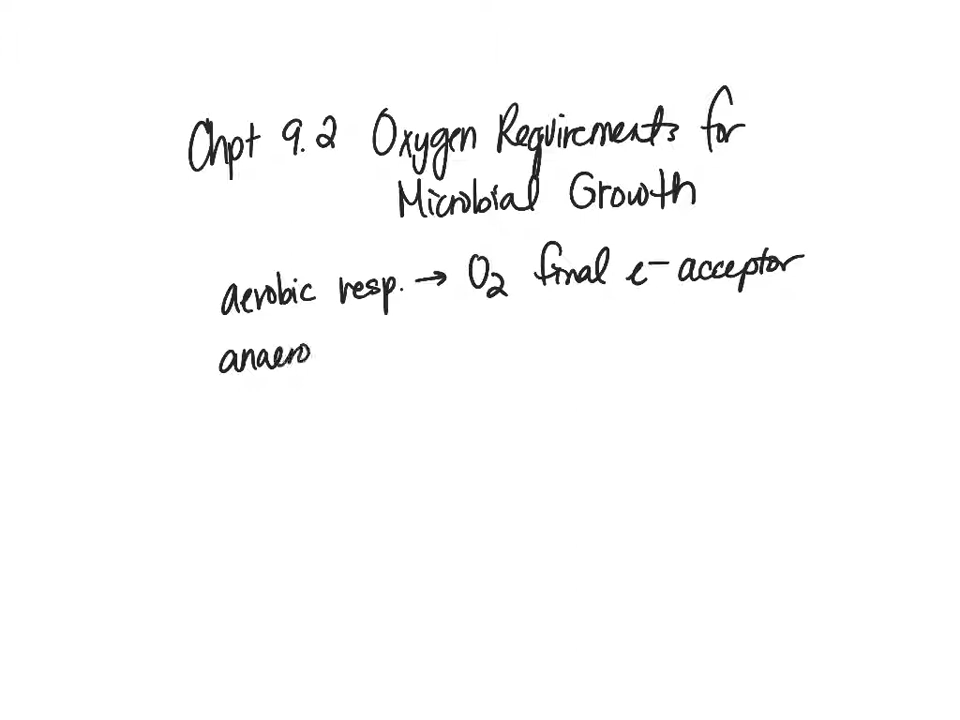 Chpt 9.2 Oxygen Requirements for
Microbial Growth
aerobic resp. → O₂ final e⁻ acceptor
anaero